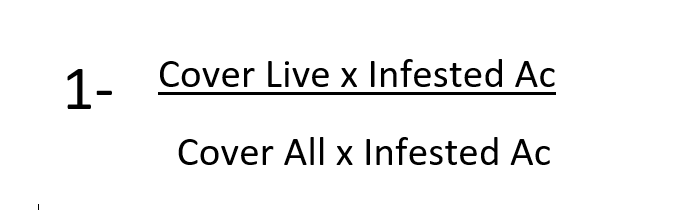 1-
Cover Live x Infested Ac
Cover All x Infested Ac